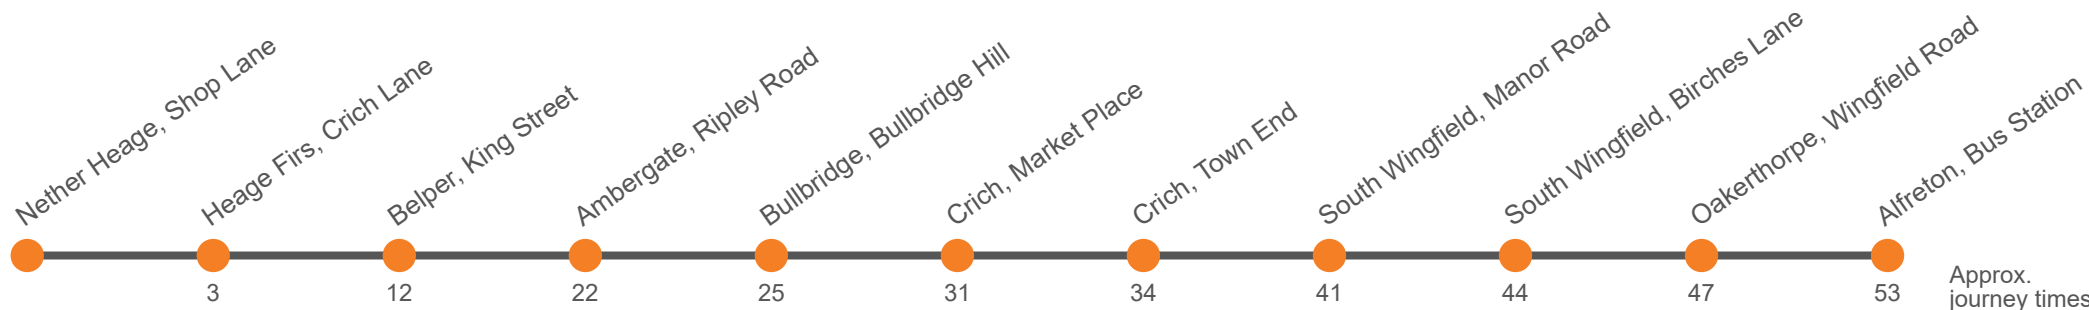 Nether Heage, Shop Lane
Heage Firs, Crich Lane
Belper, King Street
Ambergate, Ripley Road
Bullbridge, Bullbridge Hill
Crich, Market Place
Crich, Town End
South Wingfield, Manor Road
South Wingfield, Birches Lane
Oakerthorpe, Wingfield Road
Alfreton, Bus Station
3 12 22 25 31 34 41 44 47 53
Approx.
journey times